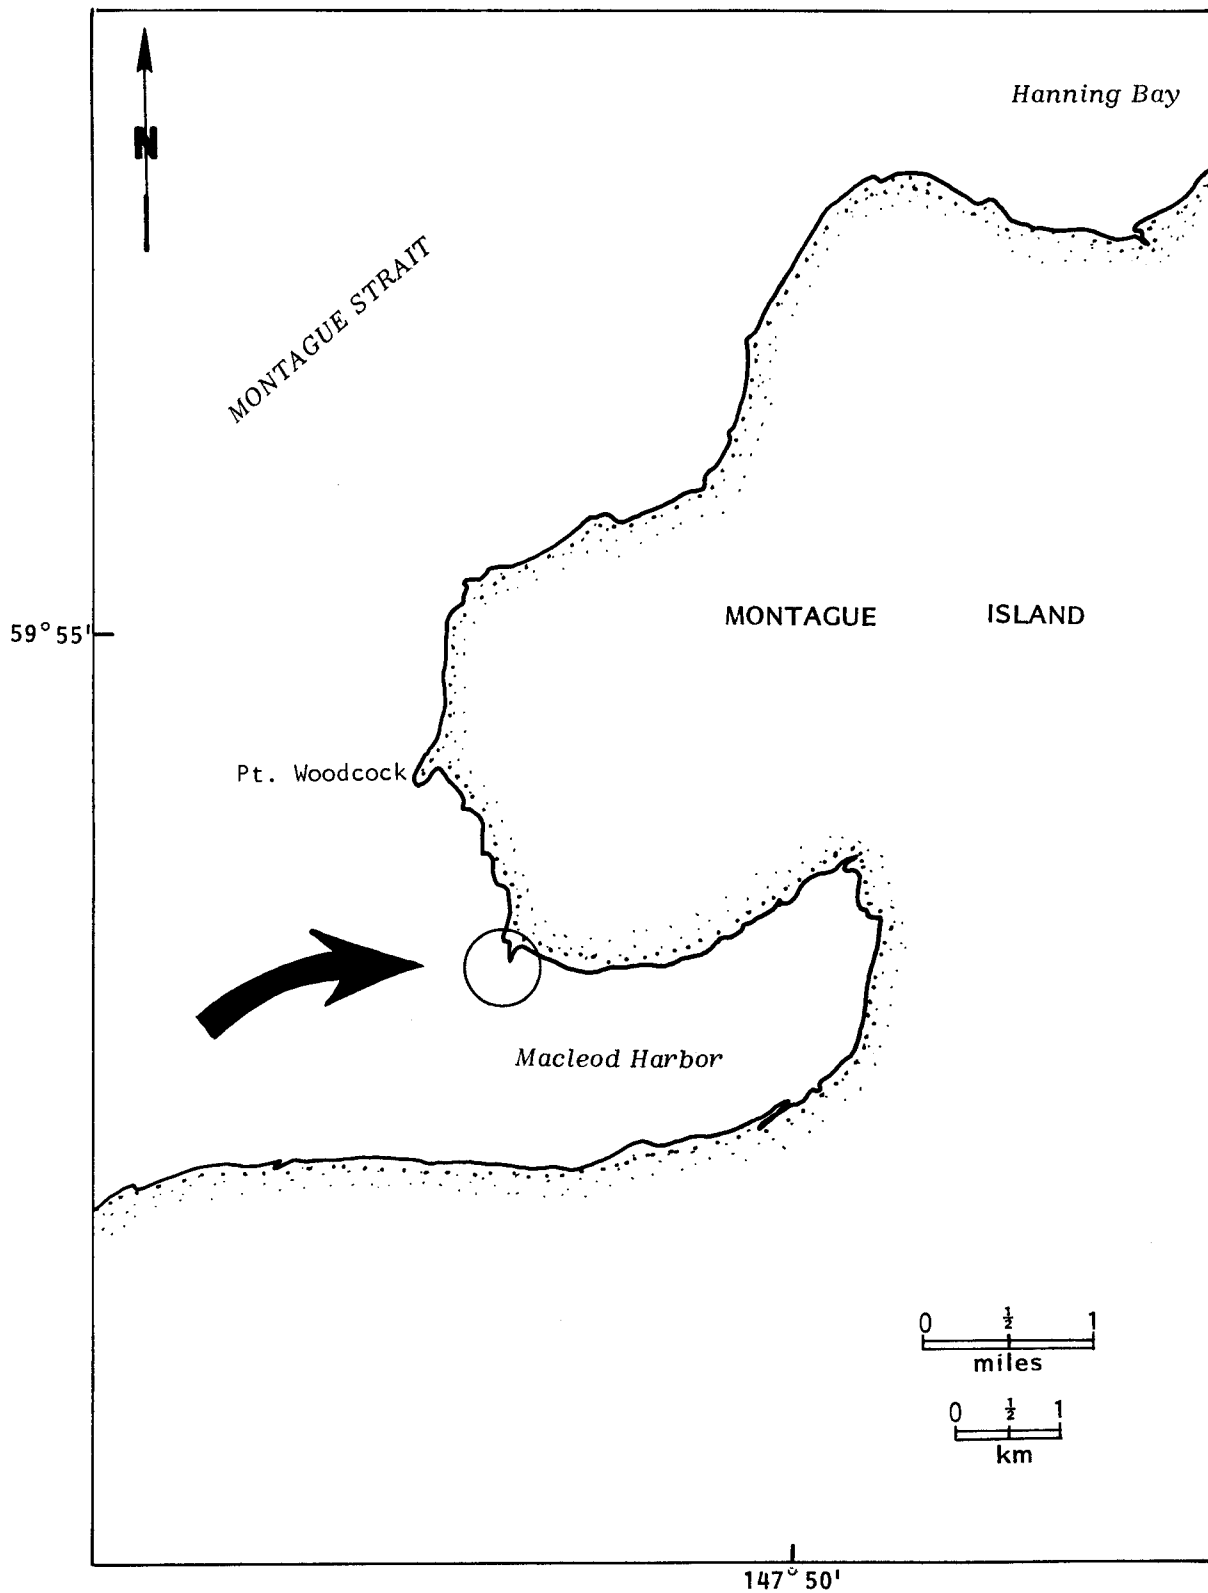 Hanning Bay
N
MONTAGUE STRAIT
59°55'
MONTAGUE ISLAND
Pt. Woodcock
Macleod Harbor
0 ½ 1
miles
0 ½ 1
km
147°50'